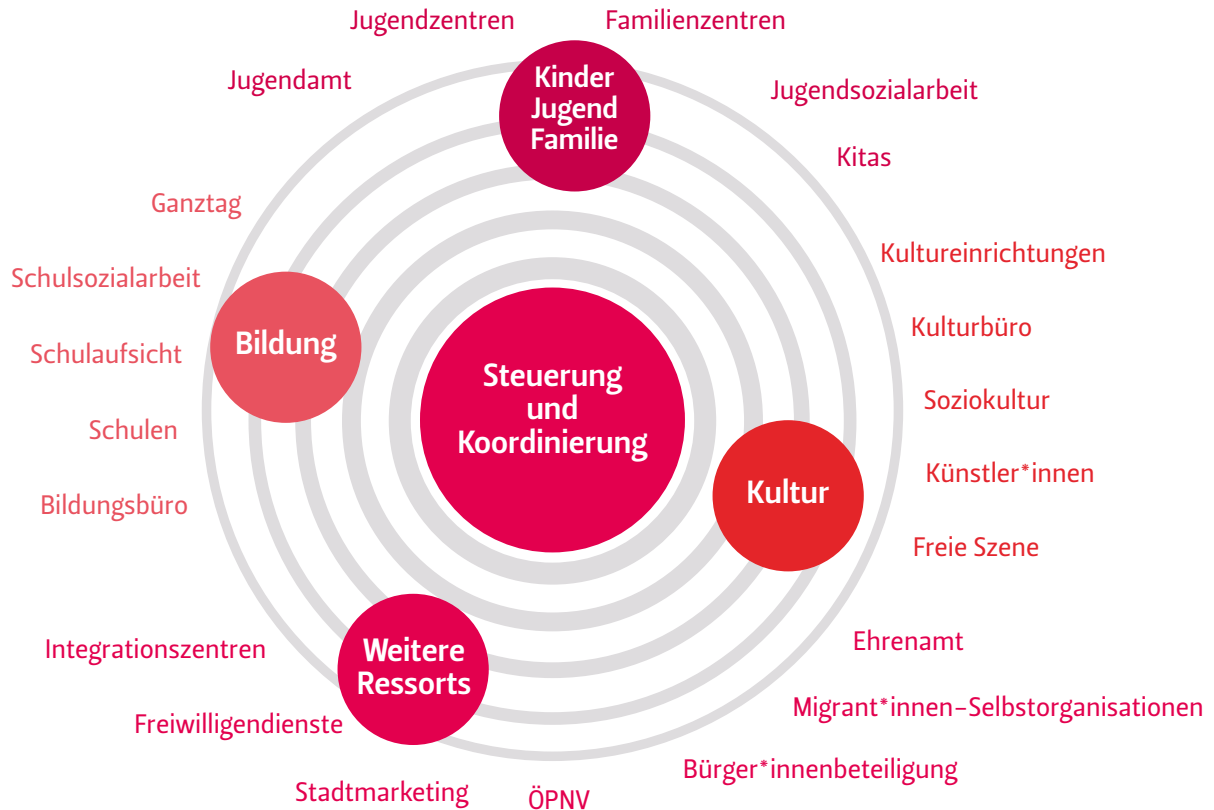 Jugendzentren
Familienzentren
Jugendamt
Kinder
Jugend
Familie
Jugendsozialarbeit
Kitas
Ganztag
Kultureinrichtungen
Schulsozialarbeit
Kulturbüro
Bildung
Schulaufsicht
Steuerung
und
Koordinierung
Soziokultur
Schulen
Künstler*innen
Kultur
Bildungsbüro
Freie Szene
Integrationszentren
Weitere
Ressorts
Ehrenamt
Migrant*innen–Selbstorganisationen
Freiwilligendienste
Bürger*innenbeteiligung
Stadtmarketing
ÖPNV